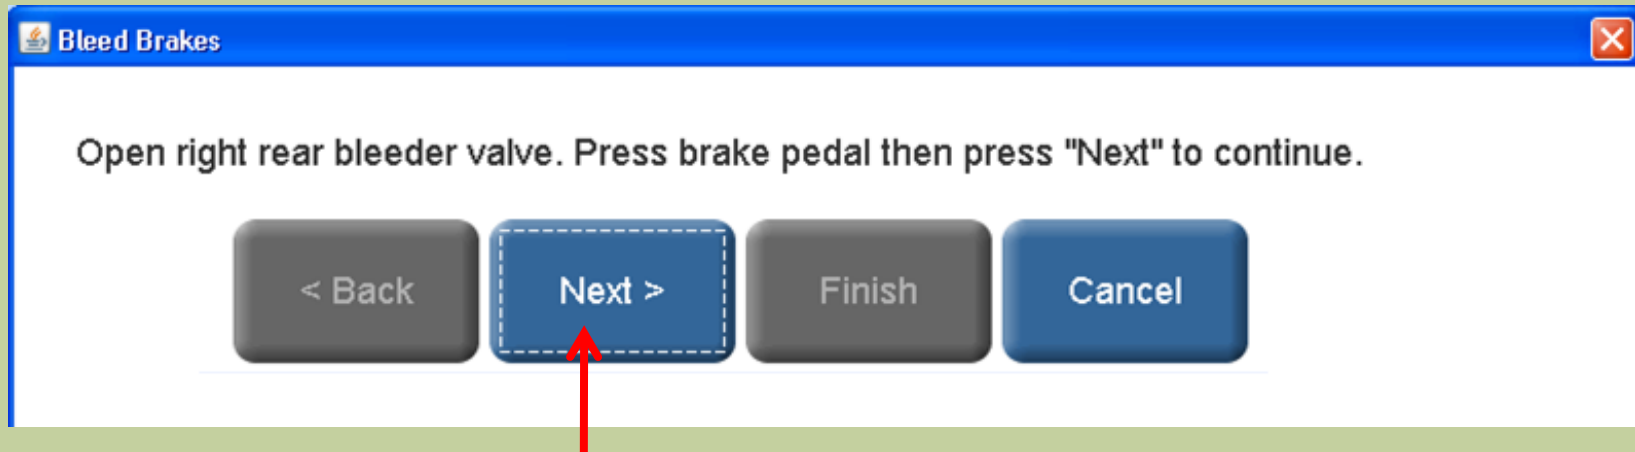 Bleed Brakes
Open right rear bleeder valve. Press brake pedal then press "Next" to continue.
< Back
Next >
Finish
Cancel